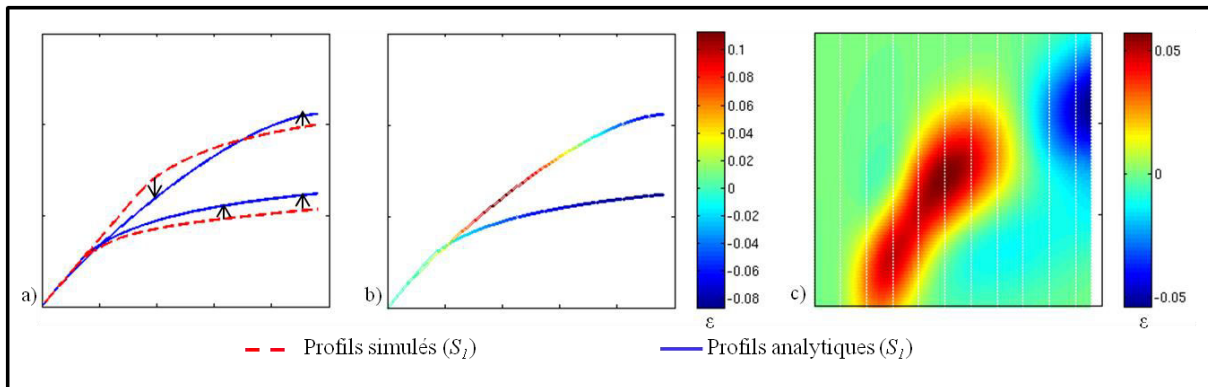 0.1
0.08
0.06
0.04
0.02
0
-0.02
-0.04
-0.06
-0.08
0.05
0
-0.05
a)
b)
c)
ε
ε
Profils simulés (S1)
Profils analytiques (S1)